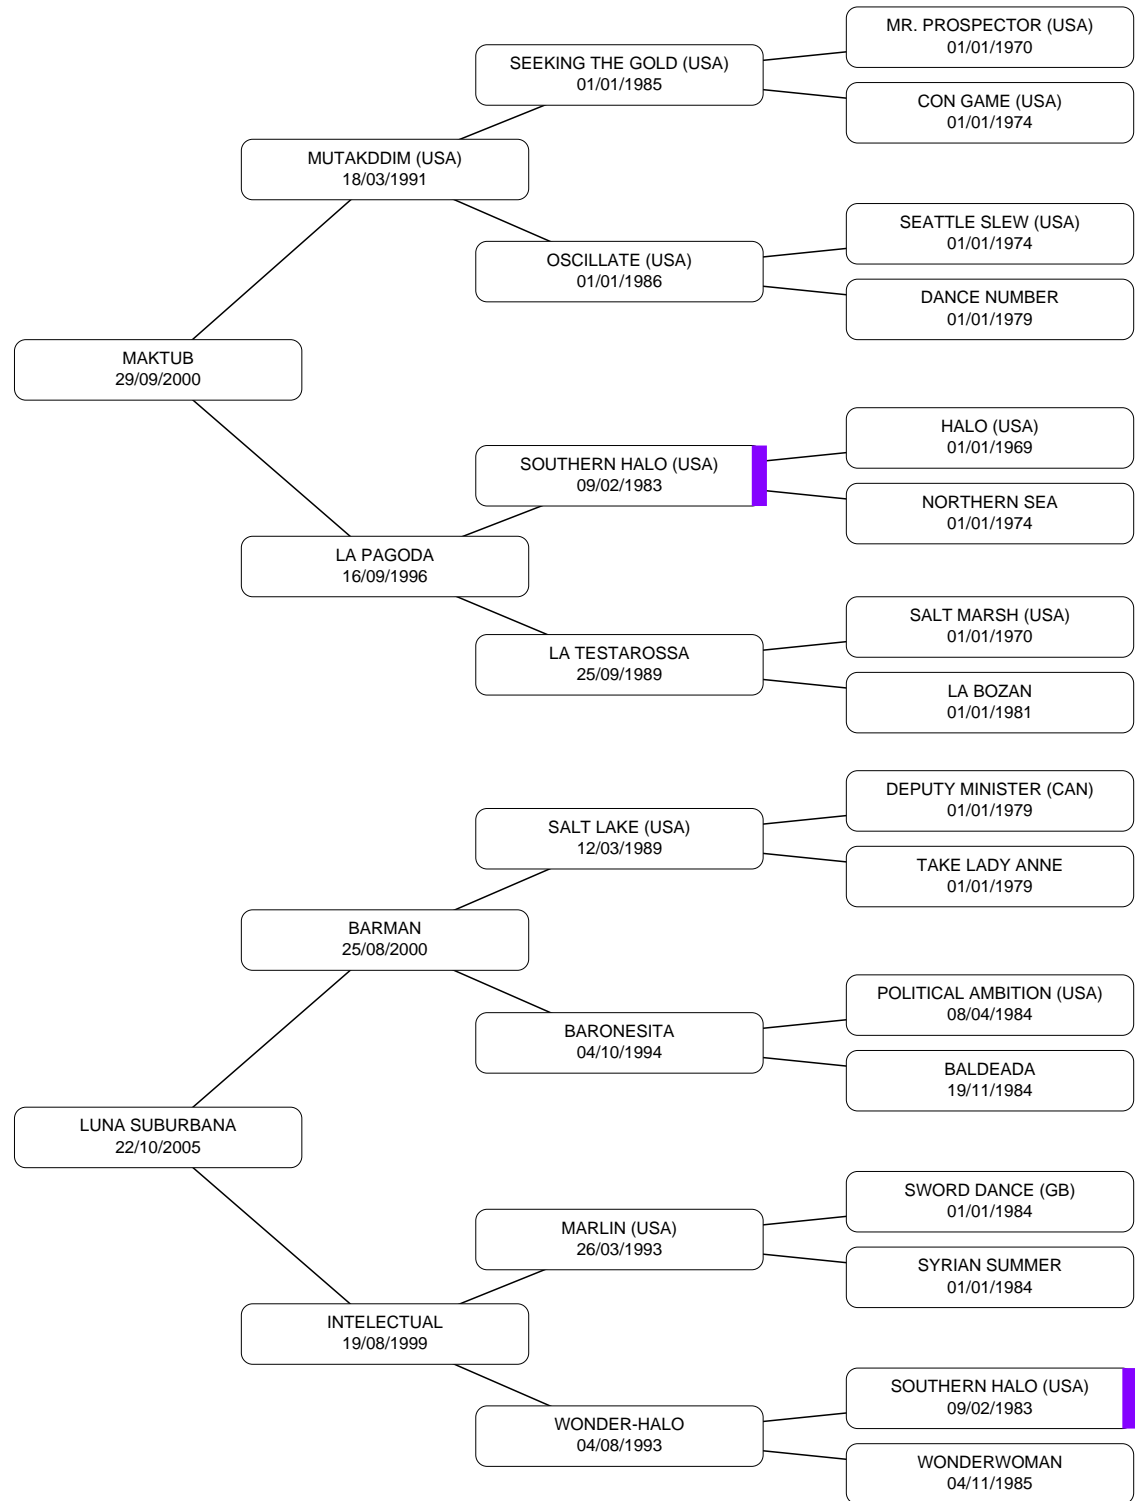 MR. PROSPECTOR (USA)
01/01/1970
SEEKING THE GOLD (USA)
01/01/1985
CON GAME (USA)
01/01/1974
MUTAKDDIM (USA)
18/03/1991
SEATTLE SLEW (USA)
01/01/1974
OSCILLATE (USA)
01/01/1986
DANCE NUMBER
01/01/1979
MAKTUB
29/09/2000
HALO (USA)
01/01/1969
SOUTHERN HALO (USA)
09/02/1983
NORTHERN SEA
01/01/1974
LA PAGODA
16/09/1996
SALT MARSH (USA)
01/01/1970
LA TESTAROSSA
25/09/1989
LA BOZAN
01/01/1981
DEPUTY MINISTER (CAN)
01/01/1979
SALT LAKE (USA)
12/03/1989
TAKE LADY ANNE
01/01/1979
BARMAN
25/08/2000
POLITICAL AMBITION (USA)
08/04/1984
BARONESITA
04/10/1994
BALDEADA
19/11/1984
LUNA SUBURBANA
22/10/2005
SWORD DANCE (GB)
01/01/1984
MARLIN (USA)
26/03/1993
SYRIAN SUMMER
01/01/1984
INTELECTUAL
19/08/1999
SOUTHERN HALO (USA)
09/02/1983
WONDER-HALO
04/08/1993
WONDERWOMAN
04/11/1985